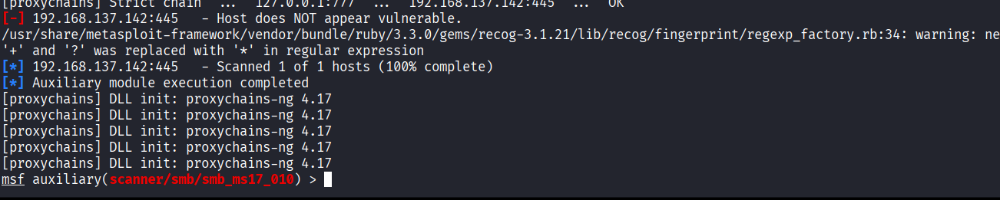 [proxychains] Strict chain  ...  127.0.0.1:777  ...  192.168.137.142:445  ...  OK
[-] 192.168.137.142:445   - Host does NOT appear vulnerable.
/usr/share/metasploit-framework/vendor/bundle/ruby/3.3.0/gems/recog-3.1.21/lib/recog/fingerprint/regexp_factory.rb:34: warning: ne
'+' and '?' was replaced with '*' in regular expression
[*] 192.168.137.142:445   - Scanned 1 of 1 hosts (100% complete)
[*] Auxiliary module execution completed
[proxychains] DLL init: proxychains-ng 4.17
[proxychains] DLL init: proxychains-ng 4.17
[proxychains] DLL init: proxychains-ng 4.17
[proxychains] DLL init: proxychains-ng 4.17
[proxychains] DLL init: proxychains-ng 4.17
msf auxiliary(scanner/smb/smb_ms17_010) >